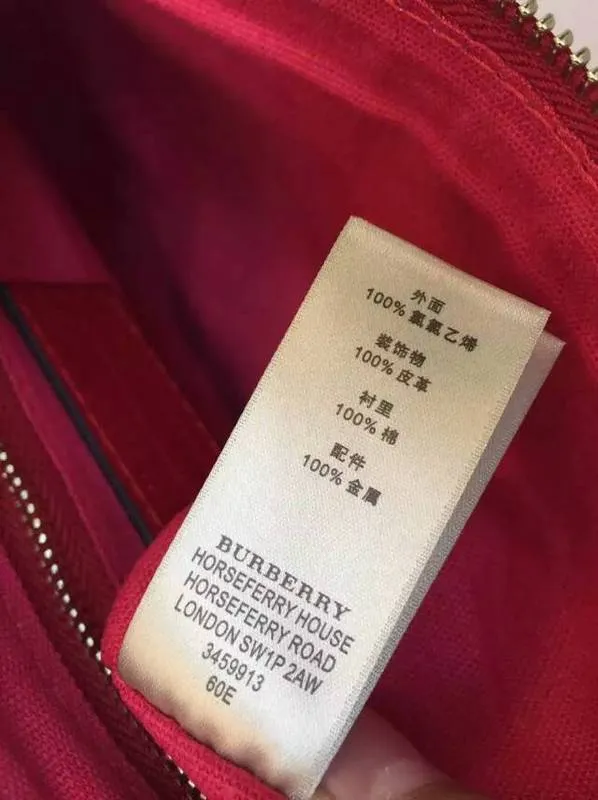 外面
100% 氯氯乙烯
装饰物
100% 皮革
衬里
100% 棉
配件
100% 金属
BURBERRY
HORSEFERRY HOUSE
HORSEFERRY ROAD
LONDON SW1P 2AW
3459913
60E